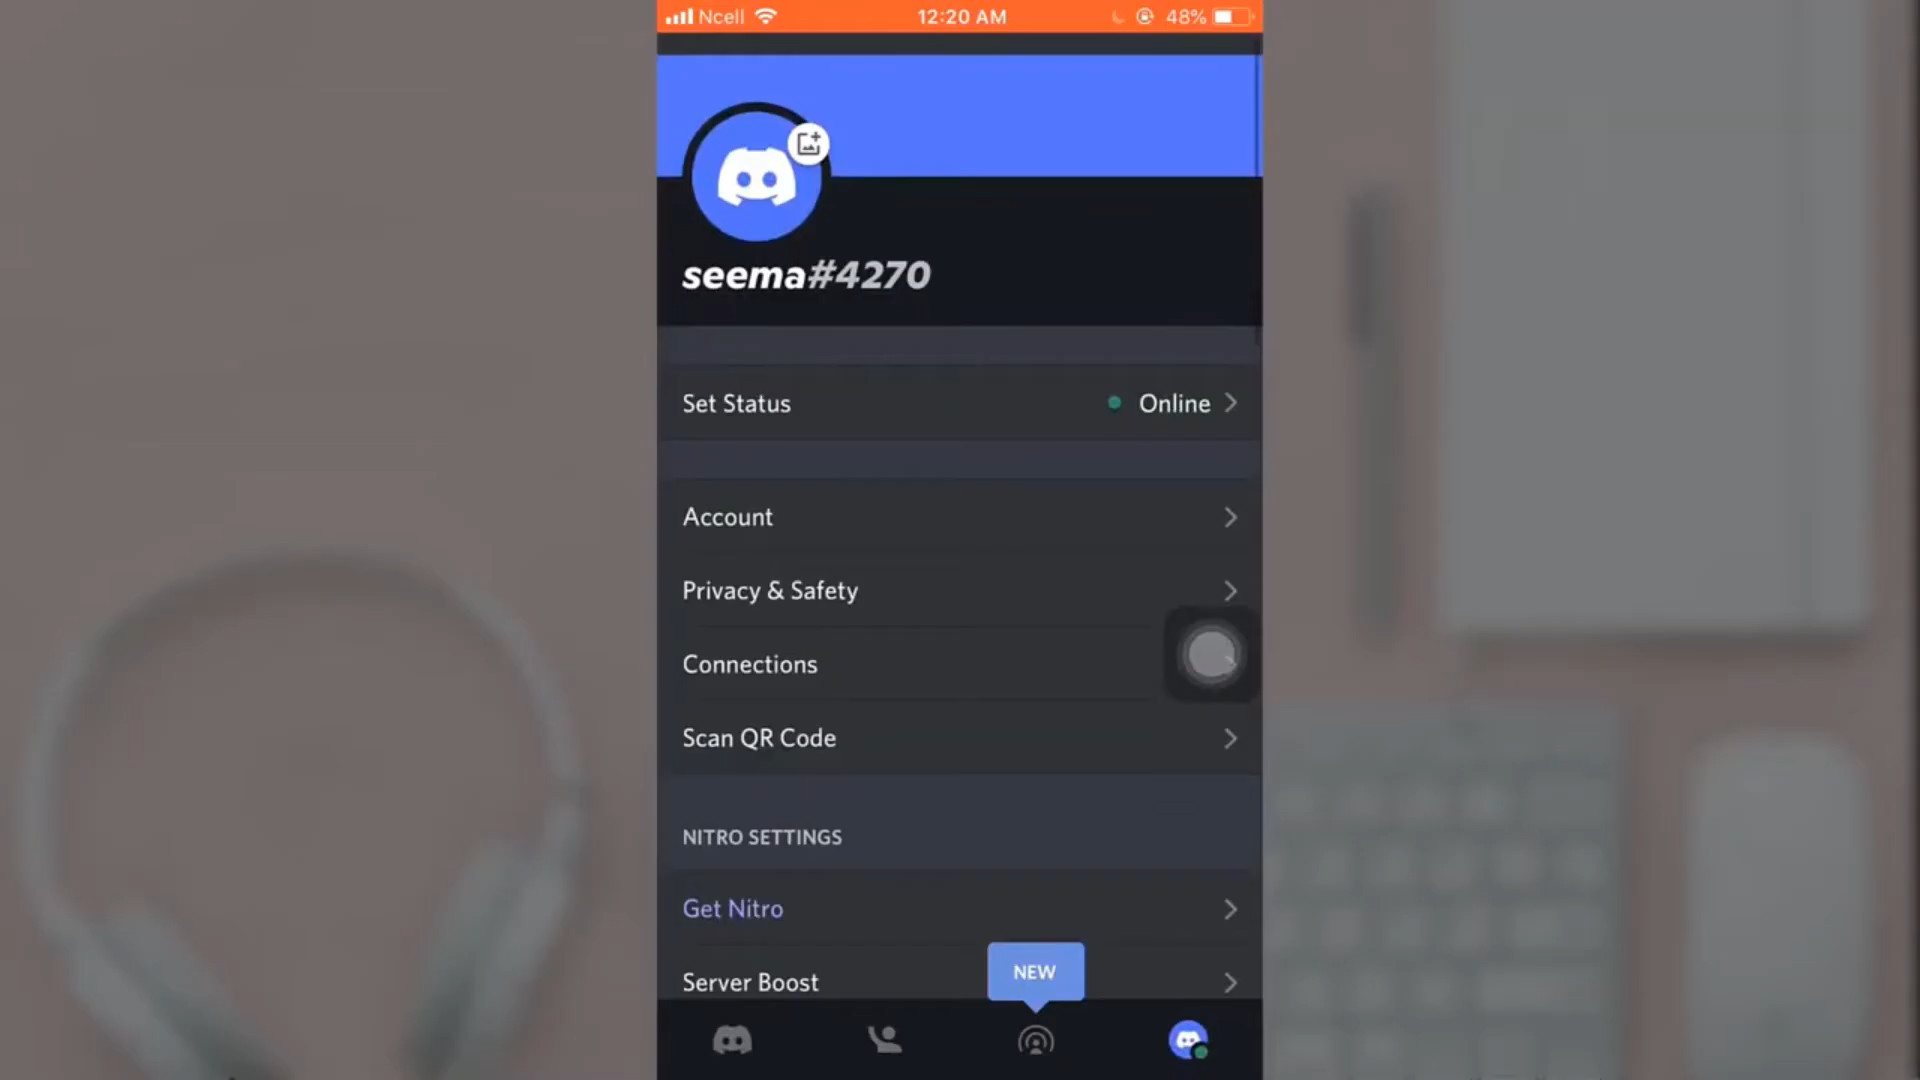 Ncell 12:20 AM 48%
seema#4270
Set Status Online
Account
Privacy & Safety
Connections
Scan QR Code
NITRO SETTINGS
Get Nitro
NEW
Server Boost